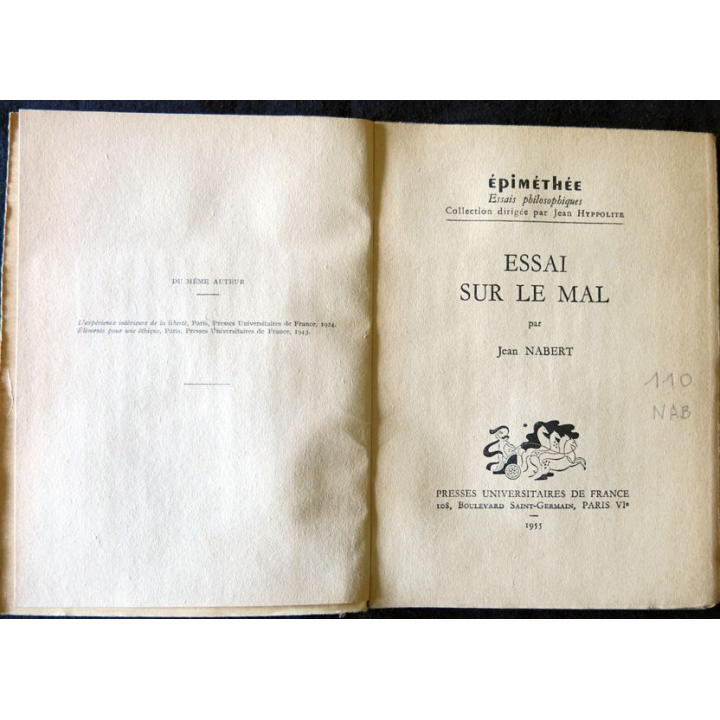 DU MÊME AUTEUR
L'expérience intérieure de la liberté, Paris, Presses Universitaires de France, 1924.
Éléments pour une éthique, Paris, Presses Universitaires de France, 1943.
épiméthée
Essais philosophiques
Collection dirigée par Jean HYPPOLITE
ESSAI
SUR LE MAL
par
Jean NABERT
110
NAB
PRESSES UNIVERSITAIRES DE FRANCE
108, BOULEVARD SAINT-GERMAIN, PARIS VIe
1955